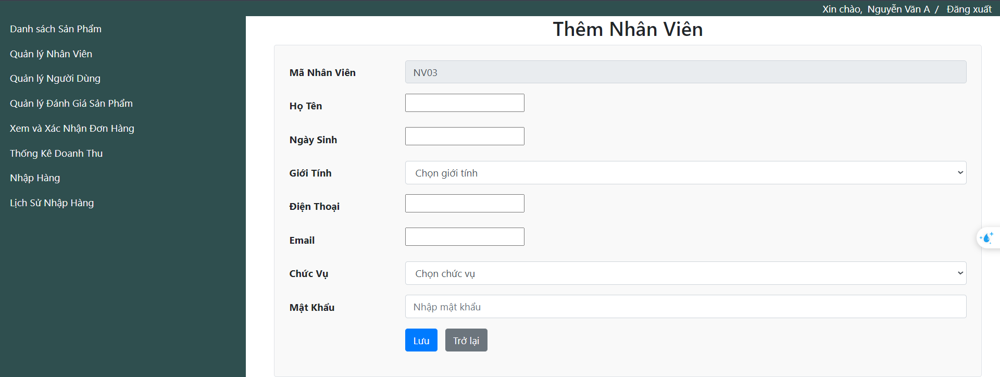 Xin chào, Nguyễn Văn A / Đăng xuất
Danh sách Sản Phẩm
Quản lý Nhân Viên
Quản lý Người Dùng
Quản lý Đánh Giá Sản Phẩm
Xem và Xác Nhận Đơn Hàng
Thống Kê Doanh Thu
Nhập Hàng
Lịch Sử Nhập Hàng
Thêm Nhân Viên
Mã Nhân Viên NV03
Họ Tên
Ngày Sinh
Giới Tính Chọn giới tính
Điện Thoại
Email
Chức Vụ Chọn chức vụ
Mật Khẩu Nhập mật khẩu
Lưu Trở lại